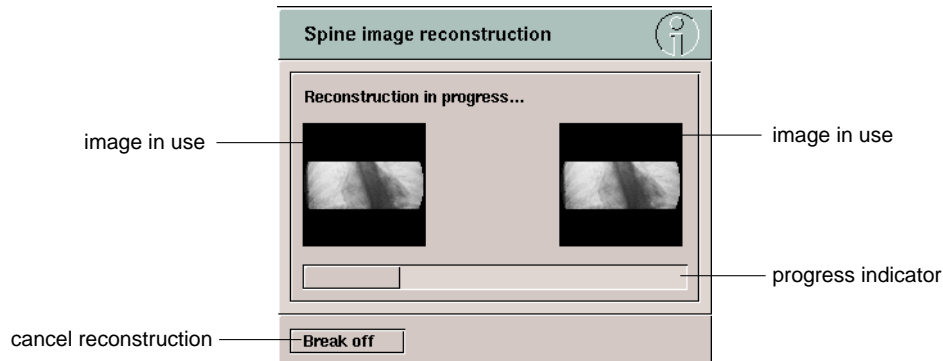 Spine image reconstruction
Reconstruction in progress...
image in use
image in use
progress indicator
cancel reconstruction
Break off